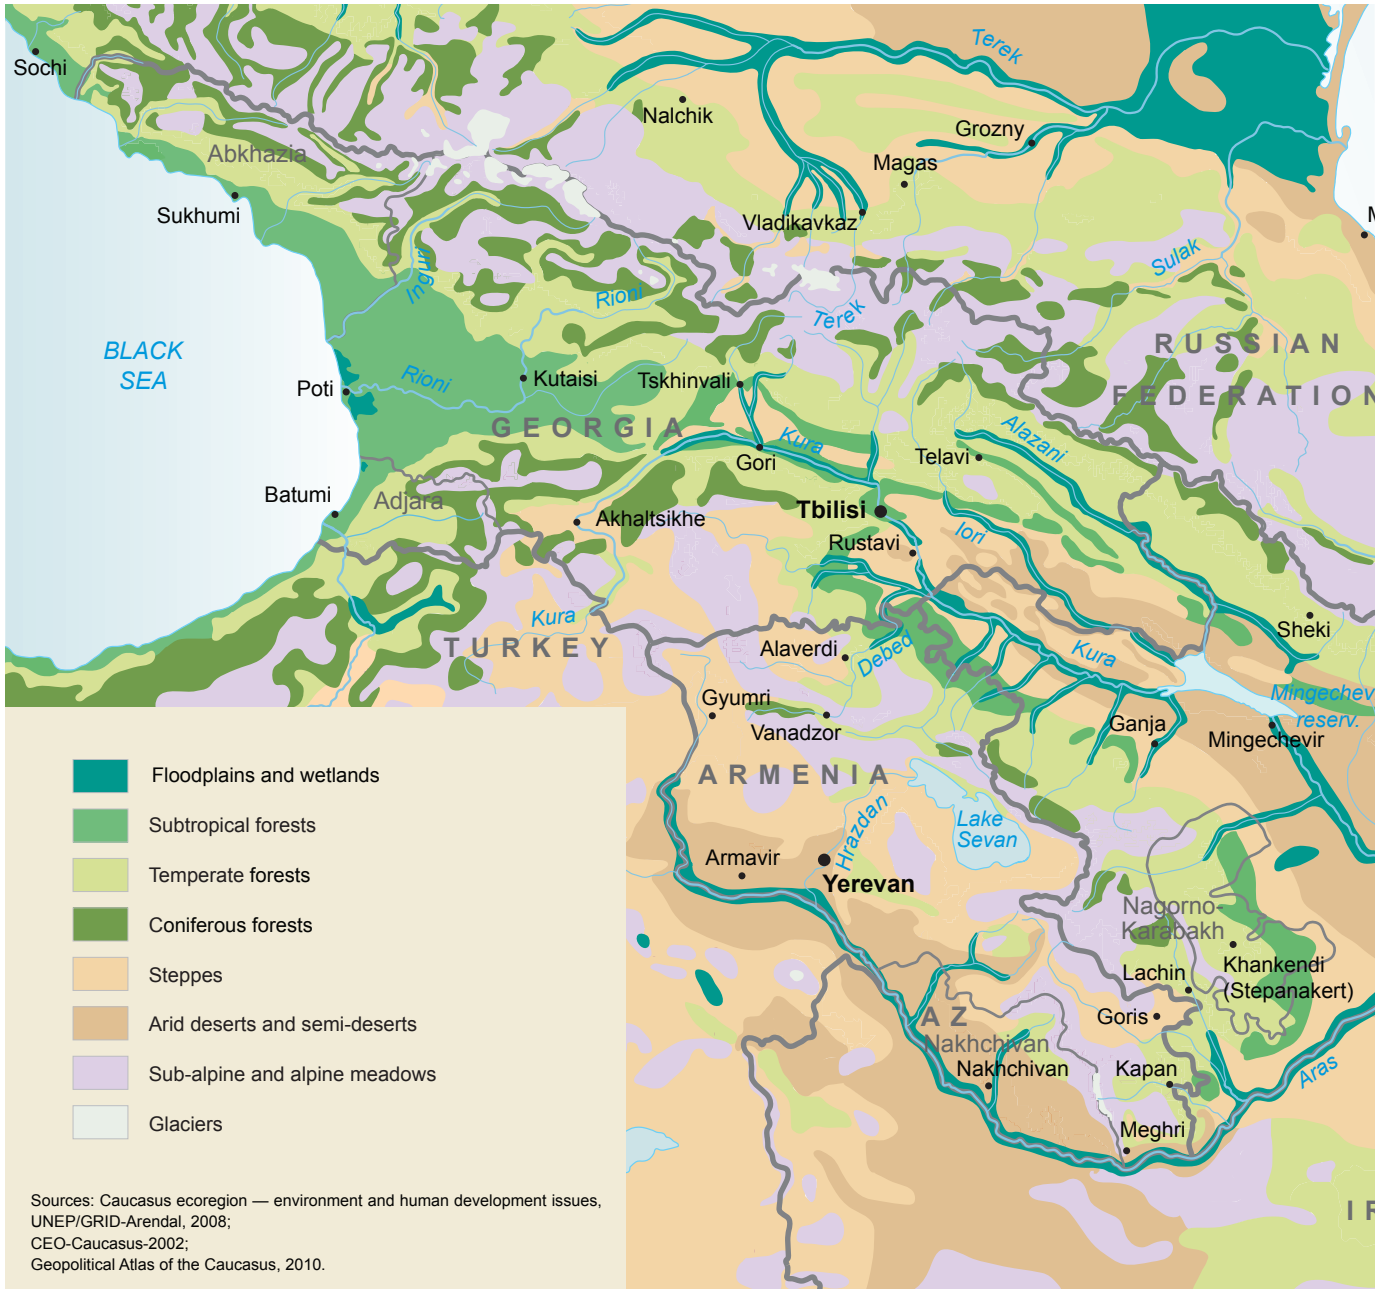 Sochi
Terek
Nalchik
Grozny
Abkhazia
Magas
Sukhumi
Vladikavkaz
M
Inguri
Sulak
Rioni
Terek
BLACK
SEA
RUSSIAN
FEDERATION
Poti
Rioni
Kutaisi
Tskhinvali
GEORGIA
Kura
Gori
Telavi
Alazani
Batumi
Adjara
Akhaltsikhe
Tbilisi
Rustavi
Iori
Kura
TURKEY
Alaverdi
Debed
Kura
Sheki
Gyumri
Vanadzor
Ganja
Mingechev
reserv.
Mingechevir
ARMENIA
Hrazdan
Lake
Sevan
Armavir
Yerevan
Nagorno-
Karabakh
Khankendi
(Stepanakert)
Lachin
Goris
AZ
Nakhchivan
Nakhchivan
Kapan
Aras
Meghri
IR
Floodplains and wetlands
Subtropical forests
Temperate forests
Coniferous forests
Steppes
Arid deserts and semi-deserts
Sub-alpine and alpine meadows
Glaciers
Sources: Caucasus ecoregion — environment and human development issues,
UNEP/GRID-Arendal, 2008;
CEO-Caucasus-2002;
Geopolitical Atlas of the Caucasus, 2010.